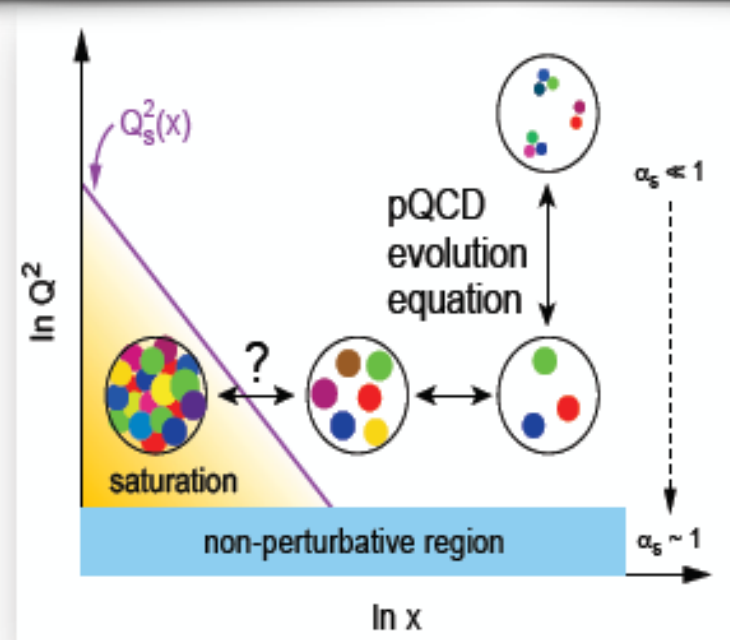 Q²ₛ(x)
αₛ ≪ 1
pQCD
evolution
equation
ln Q²
?
saturation
non-perturbative region
αₛ ~ 1
ln x